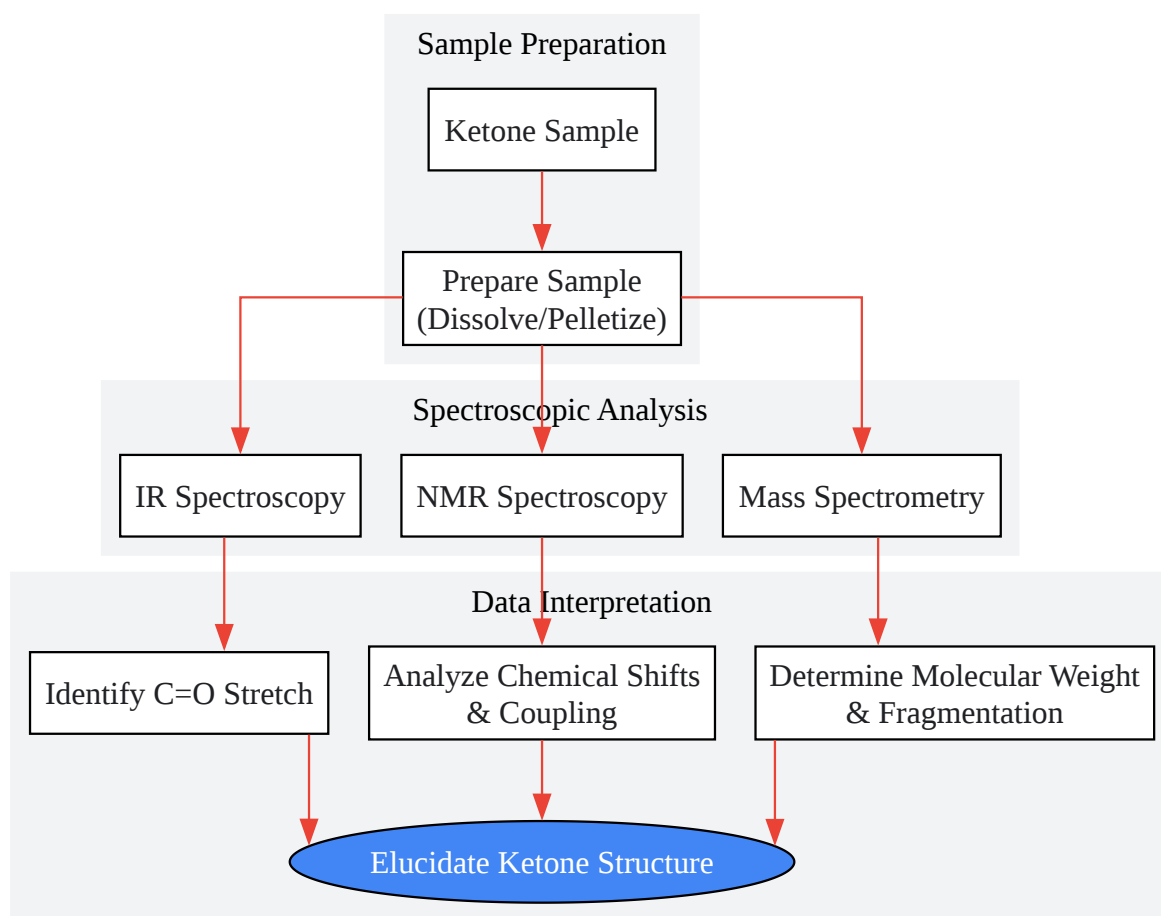 Sample Preparation
Ketone Sample
Prepare Sample
(Dissolve/Pelletize)
Spectroscopic Analysis
IR Spectroscopy
NMR Spectroscopy
Mass Spectrometry
Data Interpretation
Identify C=O Stretch
Analyze Chemical Shifts
& Coupling
Determine Molecular Weight
& Fragmentation
Elucidate Ketone Structure